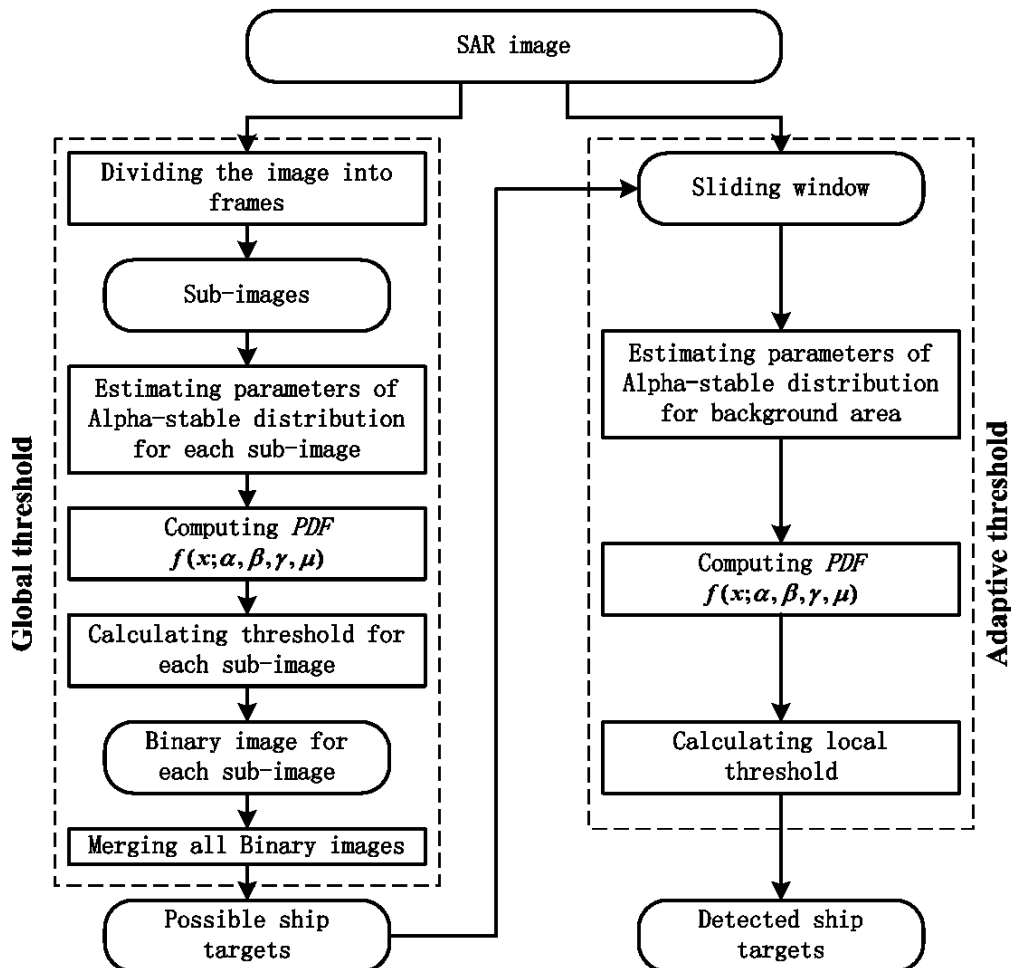 SAR image
Global threshold
Dividing the image into
frames
Sub-images
Estimating parameters of
Alpha-stable distribution
for each sub-image
Computing PDF
f(x;α,β,γ,μ)
Calculating threshold for
each sub-image
Binary image for
each sub-image
Merging all Binary images
Possible ship
targets
Sliding window
Estimating parameters of
Alpha-stable distribution
for background area
Computing PDF
f(x;α,β,γ,μ)
Calculating local
threshold
Adaptive threshold
Detected ship
targets